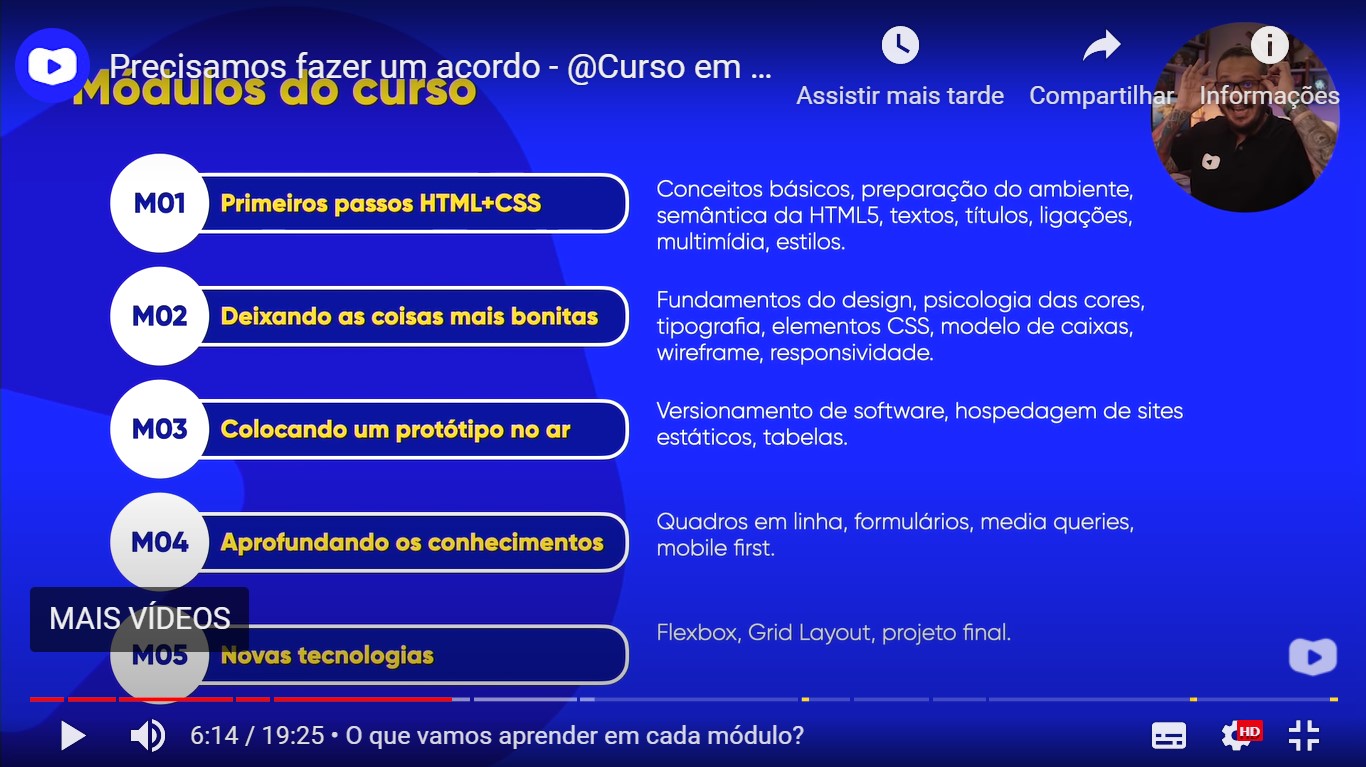 Precisamos fazer um acordo - @Curso em ...
Assistir mais tarde
Compartilhar
Informações
Módulos do curso
M01
Primeiros passos HTML+CSS
Conceitos básicos, preparação do ambiente,
semântica da HTML5, textos, títulos, ligações,
multimídia, estilos.
M02
Deixando as coisas mais bonitas
Fundamentos do design, psicologia das cores,
tipografia, elementos CSS, modelo de caixas,
wireframe, responsividade.
M03
Colocando um protótipo no ar
Versionamento de software, hospedagem de sites
estáticos, tabelas.
M04
Aprofundando os conhecimentos
Quadros em linha, formulários, media queries,
mobile first.
MAIS VÍDEOS
M05
Novas tecnologias
Flexbox, Grid Layout, projeto final.
6:14 / 19:25 • O que vamos aprender em cada módulo?
HD